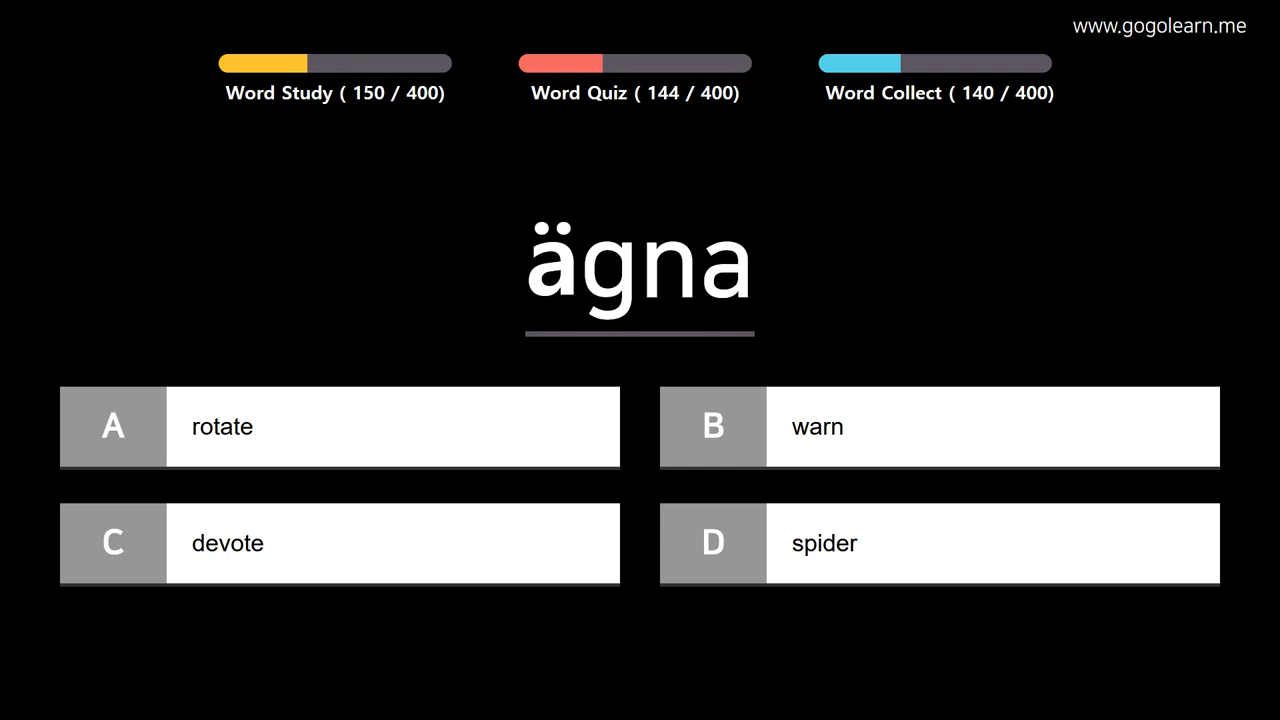 www.gogolearn.me
Word Study ( 150 / 400)
Word Quiz ( 144 / 400)
Word Collect ( 140 / 400)
ägna
A rotate
B warn
C devote
D spider